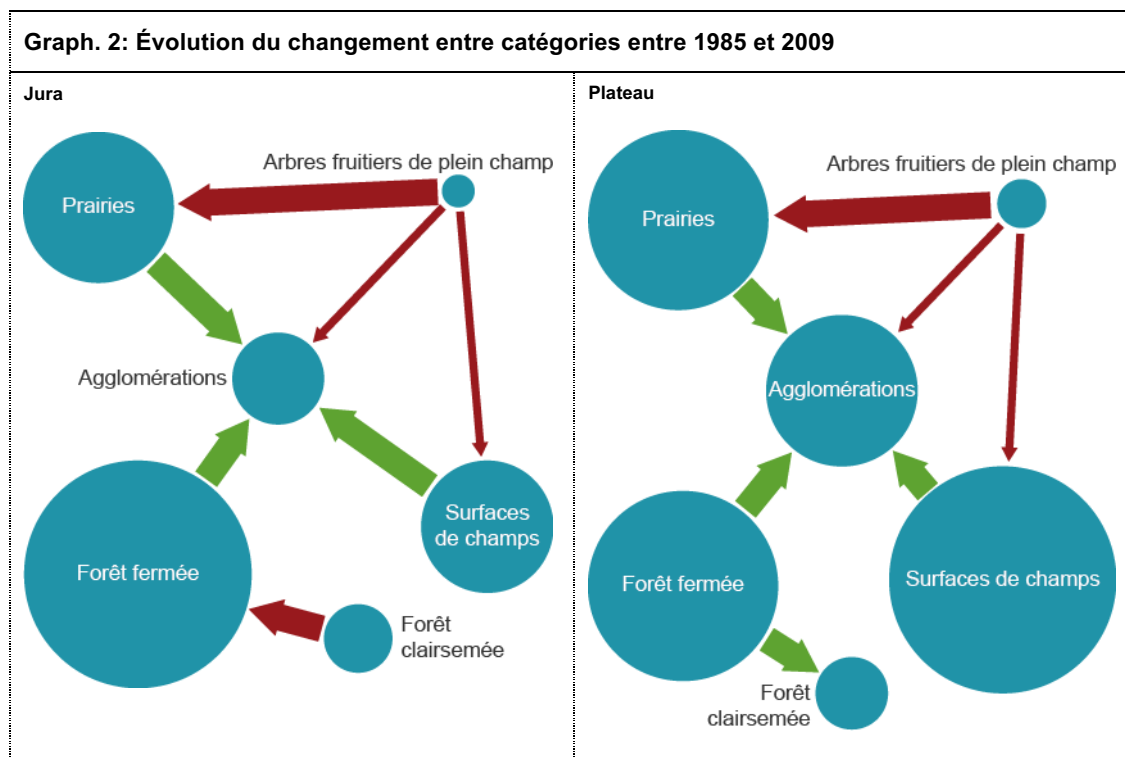 Graph. 2: Évolution du changement entre catégories entre 1985 et 2009
Jura
Arbres fruitiers de plein champ
Prairies
Agglomérations
Surfaces
de champs
Forêt fermée
Forêt
clairsemée
Plateau
Arbres fruitiers de plein champ
Prairies
Agglomérations
Forêt fermée
Surfaces de champs
Forêt
clairsemée